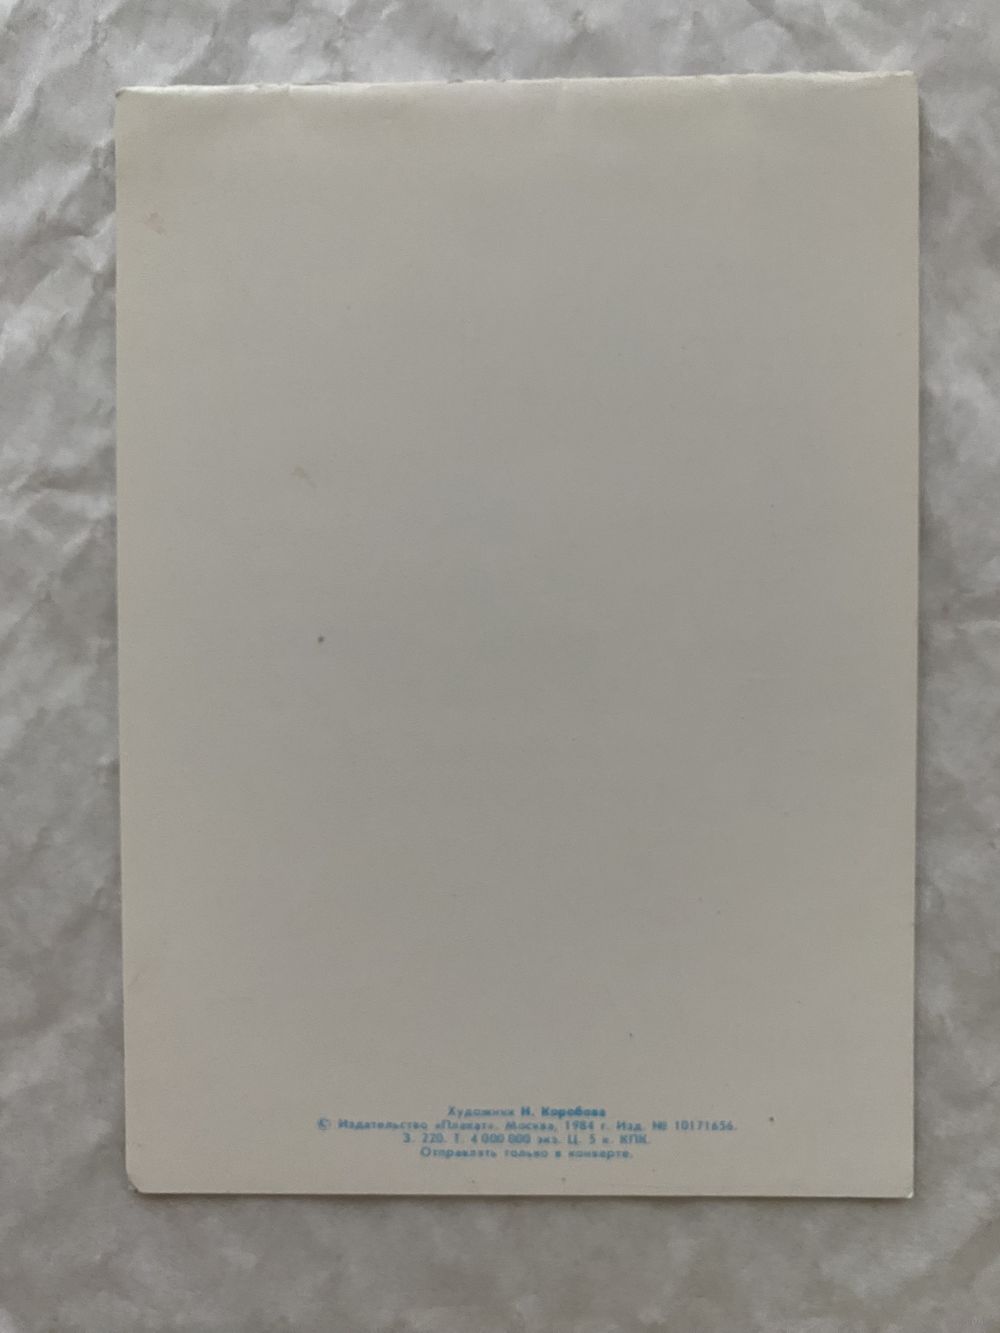 Художник Н. Коробова
© Издательство «Плакат». Москва, 1984 г. Изд. № 10171656.
З. 220. Т. 4 000 000 экз. Ц. 5 к. КПК.
Отправлять только в конверте.